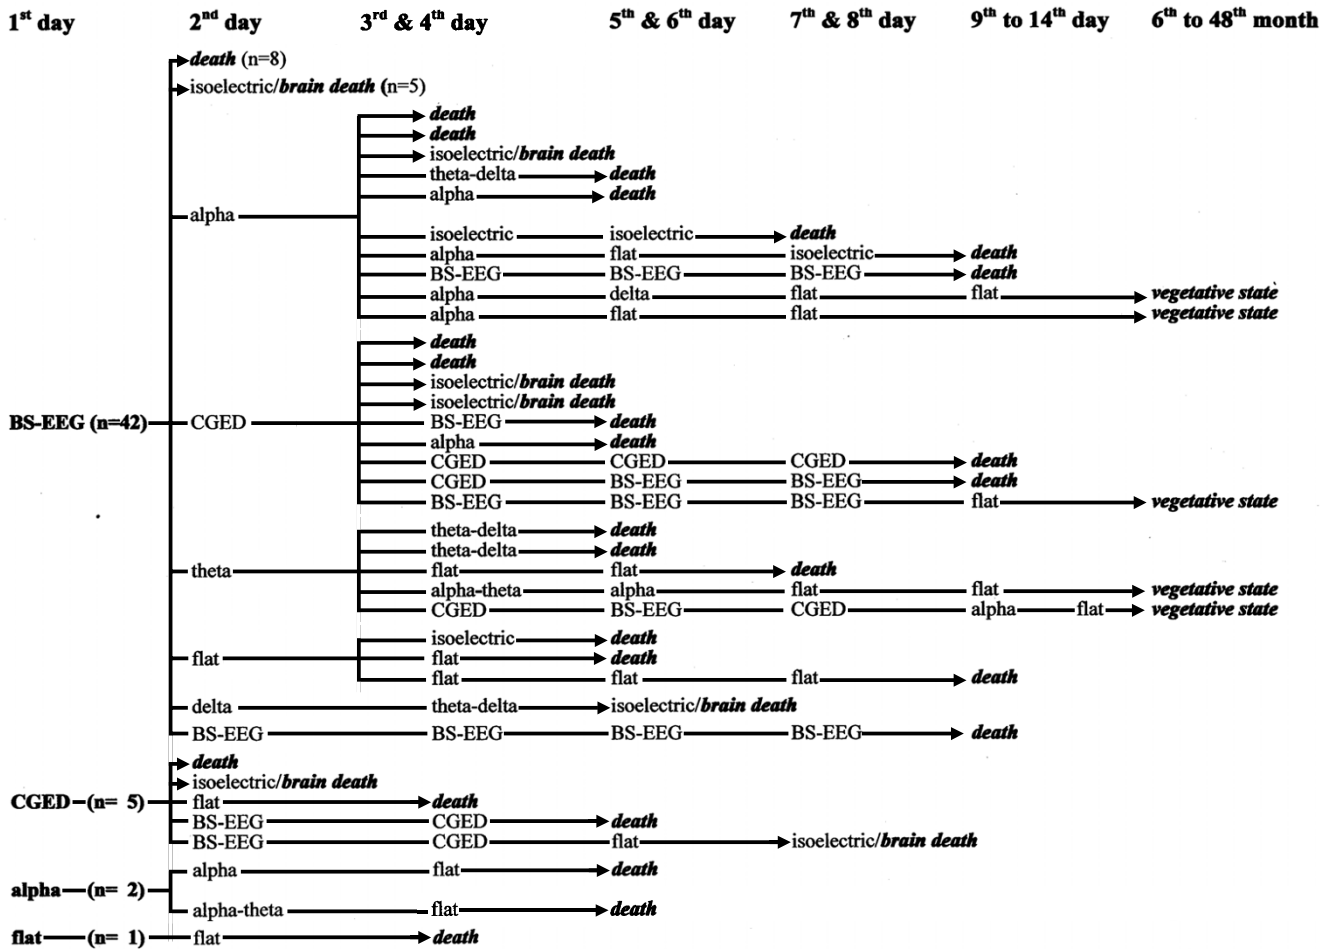 1st day 2nd day 3rd & 4th day 5th & 6th day 7th & 8th day 9th to 14th day 6th to 48th month
death (n=8)
isoelectric/brain death (n=5)
death
death
isoelectric/brain death
theta-delta death
alpha death
alpha
isoelectric isoelectric death
alpha flat isoelectric death
BS-EEG BS-EEG BS-EEG death
alpha delta flat flat vegetative state
alpha flat flat vegetative state
death
death
isoelectric/brain death
isoelectric/brain death
BS-EEG (n=42) CGED BS-EEG death
alpha death
CGED CGED CGED death
CGED BS-EEG BS-EEG death
BS-EEG BS-EEG BS-EEG flat vegetative state
theta-delta death
theta-delta death
theta flat flat death
alpha-theta alpha flat flat vegetative state
CGED BS-EEG CGED alpha flat vegetative state
isoelectric death
flat flat death
flat flat flat death
delta theta-delta isoelectric/brain death
BS-EEG BS-EEG BS-EEG BS-EEG death
death
isoelectric/brain death
CGED (n= 5) flat death
BS-EEG CGED death
BS-EEG CGED flat isoelectric/brain death
alpha flat death
alpha (n= 2)
alpha-theta flat death
flat (n= 1) flat death